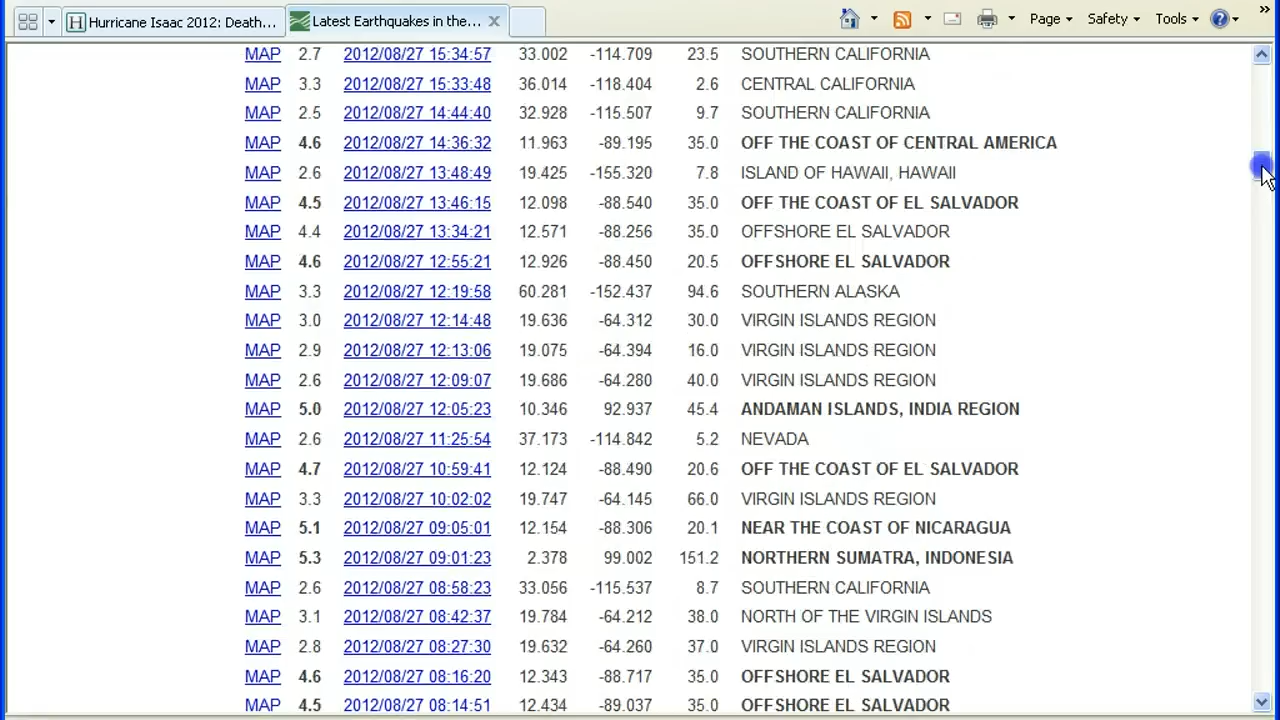 Hurricane Isaac 2012: Death... Latest Earthquakes in the... Page Safety Tools »
MAP 2.7 2012/08/27 15:34:57 33.002 -114.709 23.5 SOUTHERN CALIFORNIA
MAP 3.3 2012/08/27 15:33:48 36.014 -118.404 2.6 CENTRAL CALIFORNIA
MAP 2.5 2012/08/27 14:44:40 32.928 -115.507 9.7 SOUTHERN CALIFORNIA
MAP 4.6 2012/08/27 14:36:32 11.963 -89.195 35.0 OFF THE COAST OF CENTRAL AMERICA
MAP 2.6 2012/08/27 13:48:49 19.425 -155.320 7.8 ISLAND OF HAWAII, HAWAII
MAP 4.5 2012/08/27 13:46:15 12.098 -88.540 35.0 OFF THE COAST OF EL SALVADOR
MAP 4.4 2012/08/27 13:34:21 12.571 -88.256 35.0 OFFSHORE EL SALVADOR
MAP 4.6 2012/08/27 12:55:21 12.926 -88.450 20.5 OFFSHORE EL SALVADOR
MAP 3.3 2012/08/27 12:19:58 60.281 -152.437 94.6 SOUTHERN ALASKA
MAP 3.0 2012/08/27 12:14:48 19.636 -64.312 30.0 VIRGIN ISLANDS REGION
MAP 2.9 2012/08/27 12:13:06 19.075 -64.394 16.0 VIRGIN ISLANDS REGION
MAP 2.6 2012/08/27 12:09:07 19.686 -64.280 40.0 VIRGIN ISLANDS REGION
MAP 5.0 2012/08/27 12:05:23 10.346 92.937 45.4 ANDAMAN ISLANDS, INDIA REGION
MAP 2.6 2012/08/27 11:25:54 37.173 -114.842 5.2 NEVADA
MAP 4.7 2012/08/27 10:59:41 12.124 -88.490 20.6 OFF THE COAST OF EL SALVADOR
MAP 3.3 2012/08/27 10:02:02 19.747 -64.145 66.0 VIRGIN ISLANDS REGION
MAP 5.1 2012/08/27 09:05:01 12.154 -88.306 20.1 NEAR THE COAST OF NICARAGUA
MAP 5.3 2012/08/27 09:01:23 2.378 99.002 151.2 NORTHERN SUMATRA, INDONESIA
MAP 2.6 2012/08/27 08:58:23 33.056 -115.537 8.7 SOUTHERN CALIFORNIA
MAP 3.1 2012/08/27 08:42:37 19.784 -64.212 38.0 NORTH OF THE VIRGIN ISLANDS
MAP 2.8 2012/08/27 08:27:30 19.632 -64.260 37.0 VIRGIN ISLANDS REGION
MAP 4.6 2012/08/27 08:16:20 12.343 -88.717 35.0 OFFSHORE EL SALVADOR
MAP 4.5 2012/08/27 08:14:51 12.434 -89.037 35.0 OFFSHORE EL SALVADOR